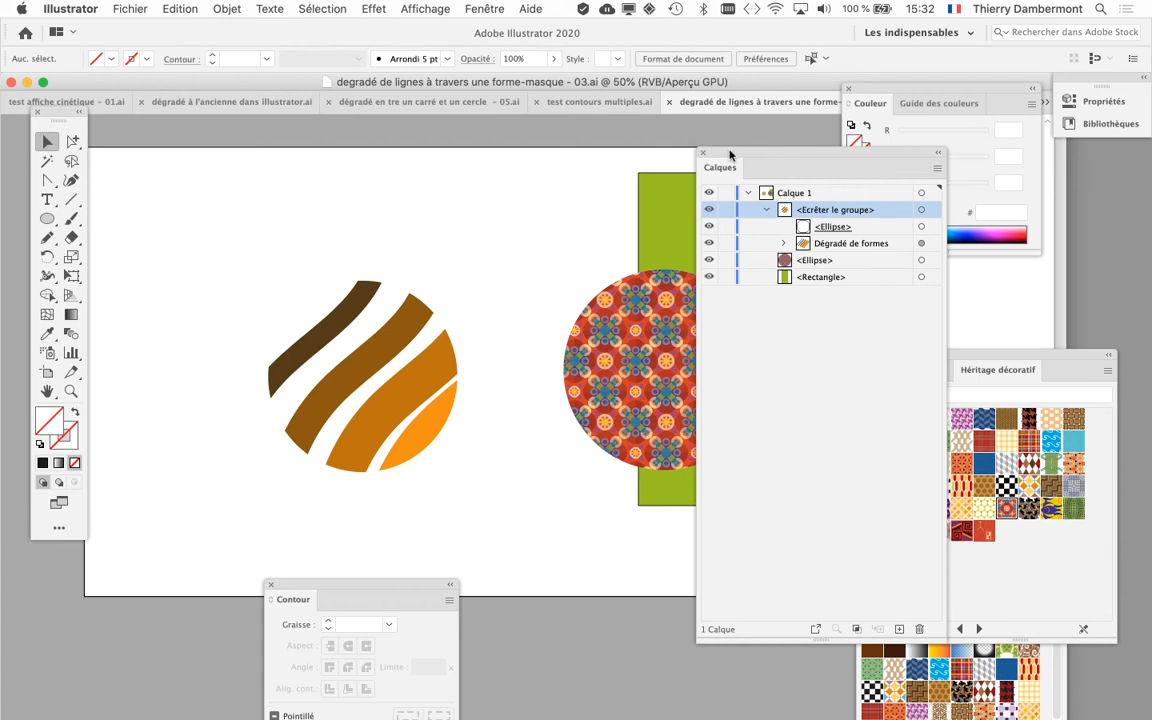 Illustrator Fichier Edition Objet Texte Sélection Effet Affichage Fenêtre Aide 100 % 15:32 Thierry Dambermont
Adobe Illustrator 2020 Les indispensables Rechercher dans Adobe Stock
Auc. sélect. Contour : Arrondi 5 pt Opacité : 100% Style : Format de document Préférences
degradé de lignes à travers une forme-masque - 03.ai @ 50% (RVB/Aperçu GPU)
test affiche cinétique – 01.ai dégradé à l'ancienne dans illustrator.ai dégradé en tre un carré et un cercle - 05.ai test contours multiples.ai degradé de lignes à travers une forme-
Couleur Guide des couleurs
Propriétés
Bibliothèques
R
#
Calques
Calque 1
<Ecrêter le groupe>
<Ellipse>
Dégradé de formes
<Ellipse>
<Rectangle>
1 Calque
Héritage décoratif
Contour
Graisse :
Aspect :
Angle : Limite : x
Alig. cont. :
Pointillé